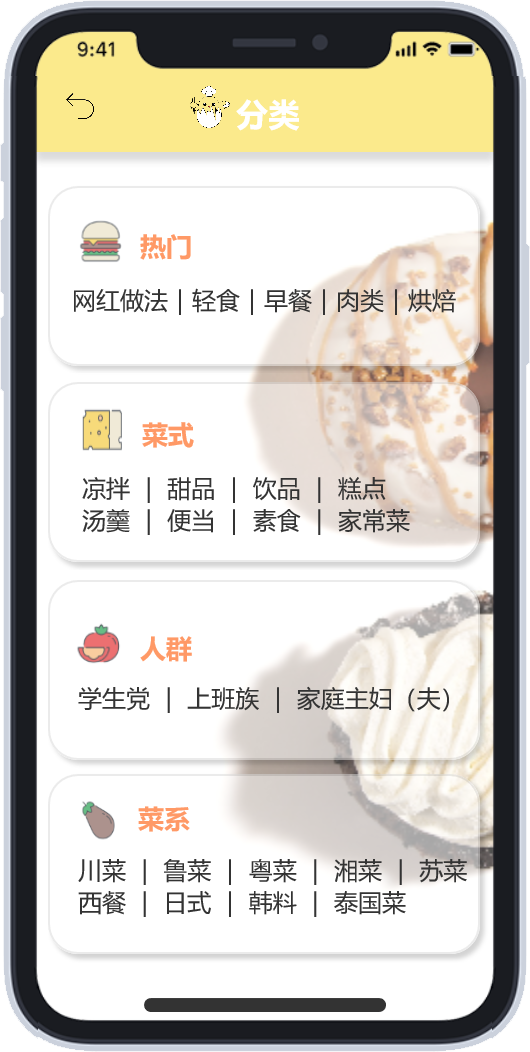 9:41
分类
热门
网红做法 | 轻食 | 早餐 | 肉类 | 烘焙
菜式
凉拌 | 甜品 | 饮品 | 糕点
汤羹 | 便当 | 素食 | 家常菜
人群
学生党 | 上班族 | 家庭主妇（夫）
菜系
川菜 | 鲁菜 | 粤菜 | 湘菜 | 苏菜
西餐 | 日式 | 韩料 | 泰国菜